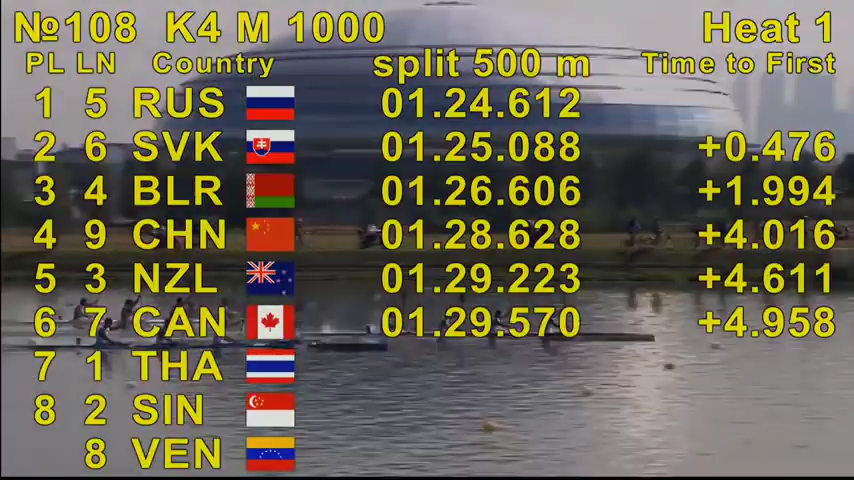 №108 K4 M 1000 Heat 1
PL LN Country split 500 m Time to First
1 5 RUS 01.24.612
2 6 SVK 01.25.088 +0.476
3 4 BLR 01.26.606 +1.994
4 9 CHN 01.28.628 +4.016
5 3 NZL 01.29.223 +4.611
6 7 CAN 01.29.570 +4.958
7 1 THA
8 2 SIN
8 VEN